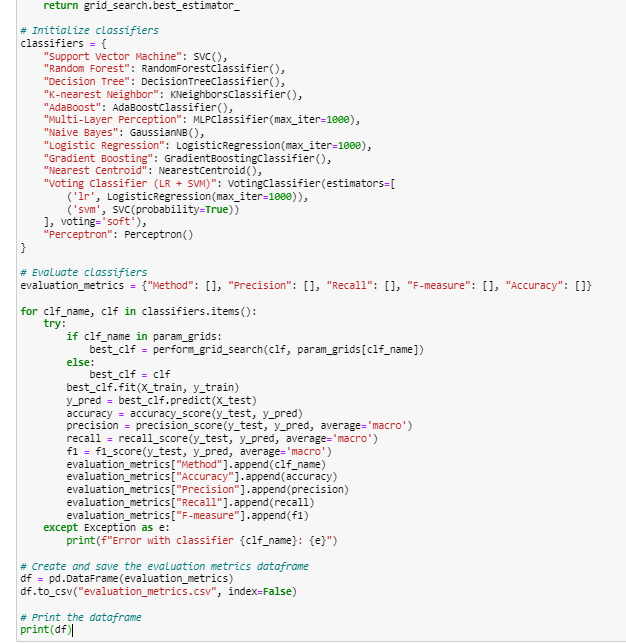 return grid_search.best_estimator_

# Initialize classifiers
classifiers = {
    "Support Vector Machine": SVC(),
    "Random Forest": RandomForestClassifier(),
    "Decision Tree": DecisionTreeClassifier(),
    "K-nearest Neighbor": KNeighborsClassifier(),
    "AdaBoost": AdaBoostClassifier(),
    "Multi-Layer Perception": MLPClassifier(max_iter=1000),
    "Naive Bayes": GaussianNB(),
    "Logistic Regression": LogisticRegression(max_iter=1000),
    "Gradient Boosting": GradientBoostingClassifier(),
    "Nearest Centroid": NearestCentroid(),
    "Voting Classifier (LR + SVM)": VotingClassifier(estimators=[
        ('lr', LogisticRegression(max_iter=1000)),
        ('svm', SVC(probability=True))
    ], voting='soft'),
    "Perceptron": Perceptron()
}

# Evaluate classifiers
evaluation_metrics = {"Method": [], "Precision": [], "Recall": [], "F-measure": [], "Accuracy": []}

for clf_name, clf in classifiers.items():
    try:
        if clf_name in param_grids:
            best_clf = perform_grid_search(clf, param_grids[clf_name])
        else:
            best_clf = clf
        best_clf.fit(X_train, y_train)
        y_pred = best_clf.predict(X_test)
        accuracy = accuracy_score(y_test, y_pred)
        precision = precision_score(y_test, y_pred, average='macro')
        recall = recall_score(y_test, y_pred, average='macro')
        f1 = f1_score(y_test, y_pred, average='macro')
        evaluation_metrics["Method"].append(clf_name)
        evaluation_metrics["Accuracy"].append(accuracy)
        evaluation_metrics["Precision"].append(precision)
        evaluation_metrics["Recall"].append(recall)
        evaluation_metrics["F-measure"].append(f1)
    except Exception as e:
        print(f"Error with classifier {clf_name}: {e}")

# Create and save the evaluation metrics dataframe
df = pd.DataFrame(evaluation_metrics)
df.to_csv("evaluation_metrics.csv", index=False)

# Print the dataframe
print(df)